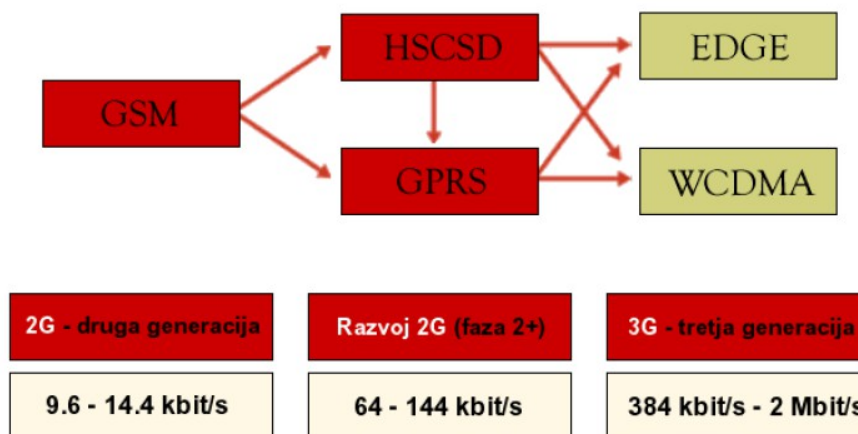 HSCSD
EDGE
GSM
GPRS
WCDMA
2G - druga generacija
Razvoj 2G (faza 2+)
3G - tretja generacija
9.6 - 14.4 kbit/s
64 - 144 kbit/s
384 kbit/s - 2 Mbit/s